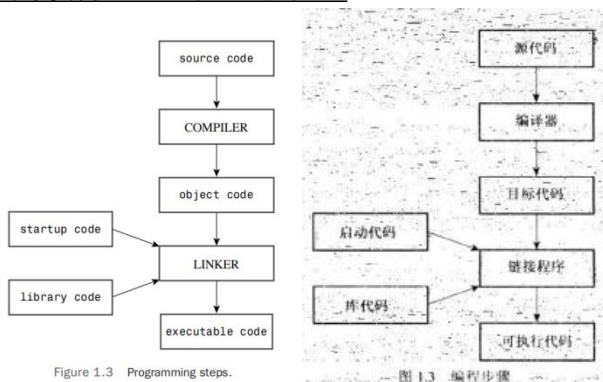 source code
COMPILER
object code
startup code
LINKER
library code
executable code
Figure 1.3 Programming steps.
源代码
编译器
目标代码
启动代码
链接程序
库代码
可执行代码
图 1.3 编程步骤